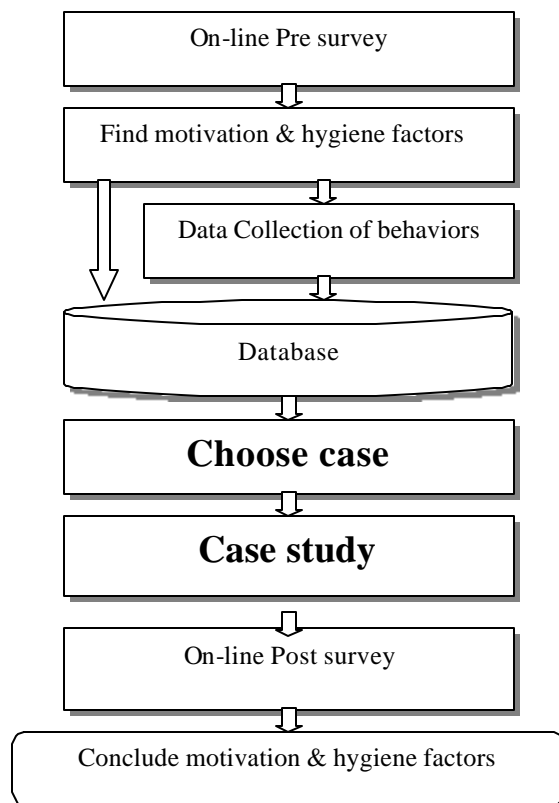 On-line Pre survey
Find motivation & hygiene factors
Data Collection of behaviors
Database
Choose case
Case study
On-line Post survey
Conclude motivation & hygiene factors